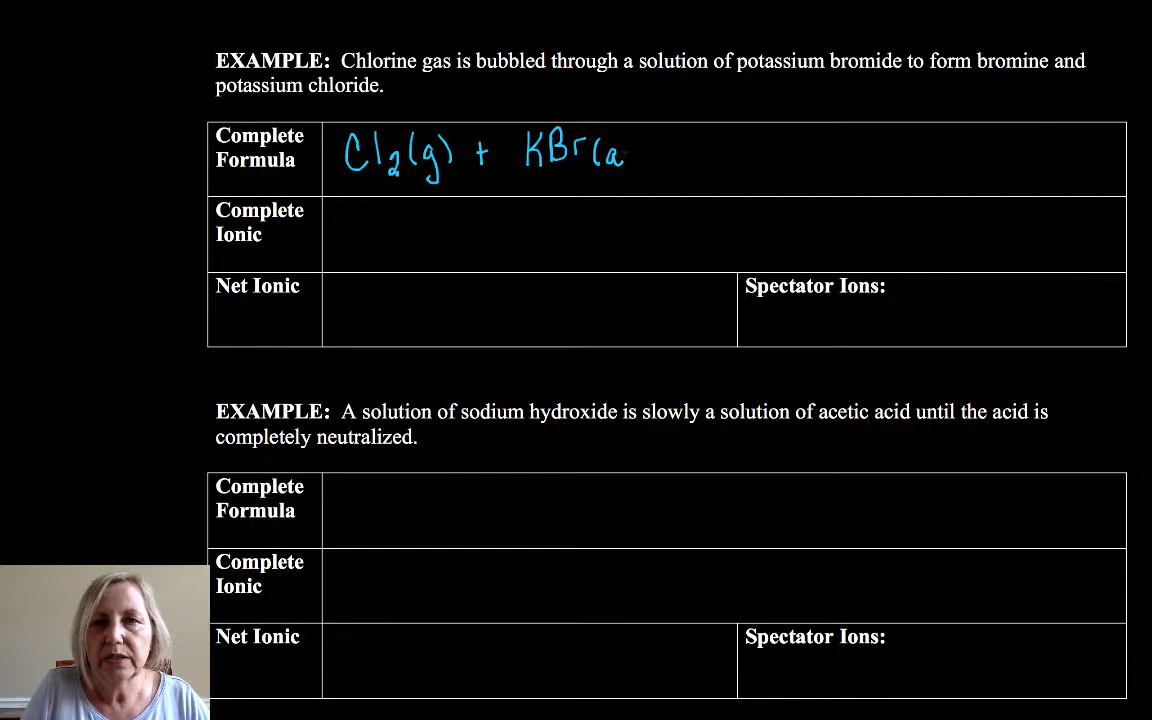 EXAMPLE: Chlorine gas is bubbled through a solution of potassium bromide to form bromine and
potassium chloride.
Complete
Formula
Cl₂(g) + KBr(a
Complete
Ionic
Net Ionic
Spectator Ions:
EXAMPLE: A solution of sodium hydroxide is slowly a solution of acetic acid until the acid is
completely neutralized.
Complete
Formula
Complete
Ionic
Net Ionic
Spectator Ions: